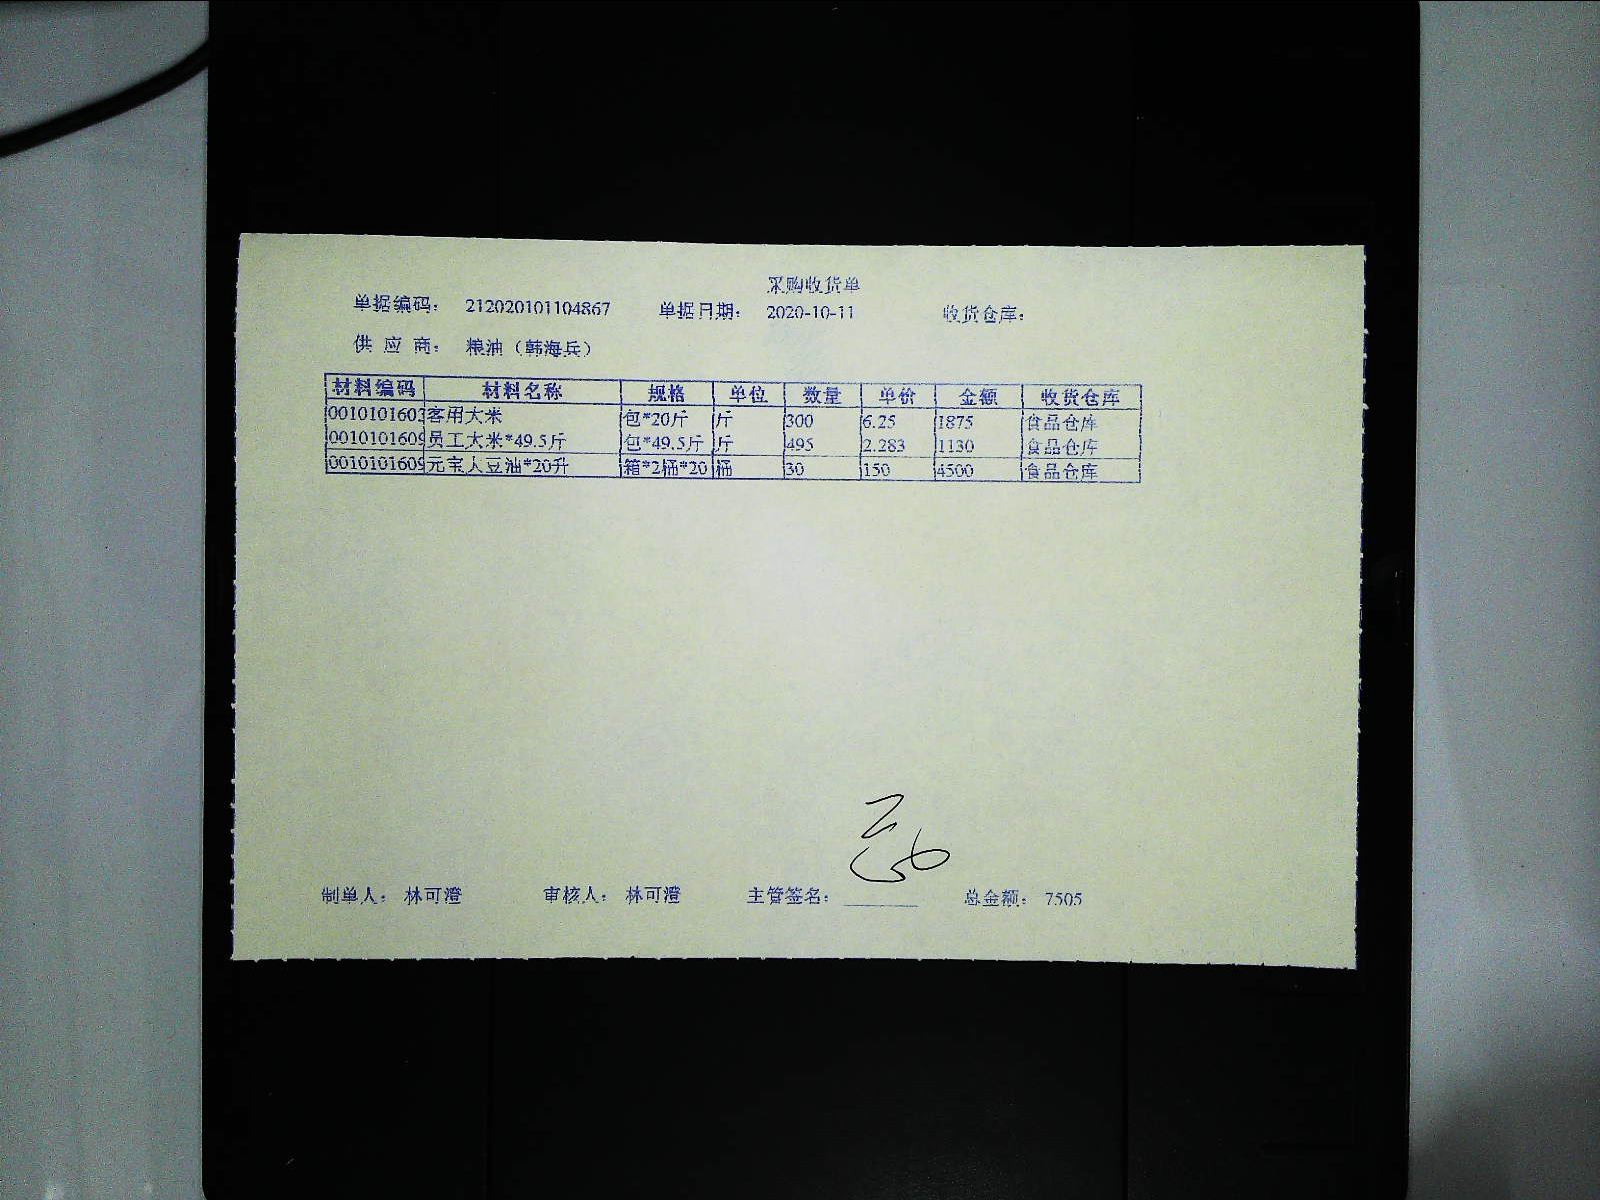 采购收货单
单据编码： 212020101104867 单据日期： 2020-10-11 收货仓库：
供 应 商： 粮油（韩海兵）
材料编码 材料名称 规格 单位 数量 单价 金额 收货仓库
0010101603 客用大米 包*20斤 斤 300 6.25 1875 食品仓库
0010101609 员工大米*49.5斤 包*49.5斤 斤 495 2.283 1130 食品仓库
0010101609 元宝大豆油*20升 箱*2桶*20 桶 30 150 4500 食品仓库
制单人： 林可澄 审核人： 林可澄 主管签名： 总金额： 7505